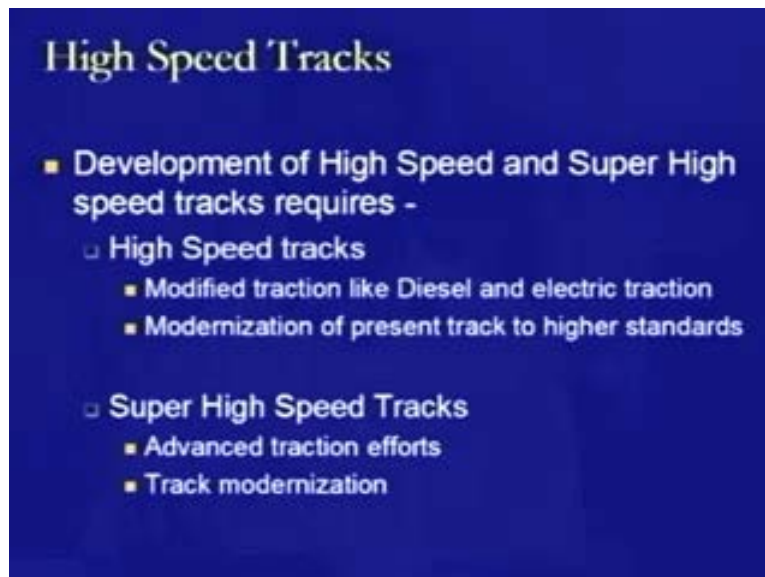 High Speed Tracks
Development of High Speed and Super High
speed tracks requires -
High Speed tracks
Modified traction like Diesel and electric traction
Modernization of present track to higher standards
Super High Speed Tracks
Advanced traction efforts
Track modernization